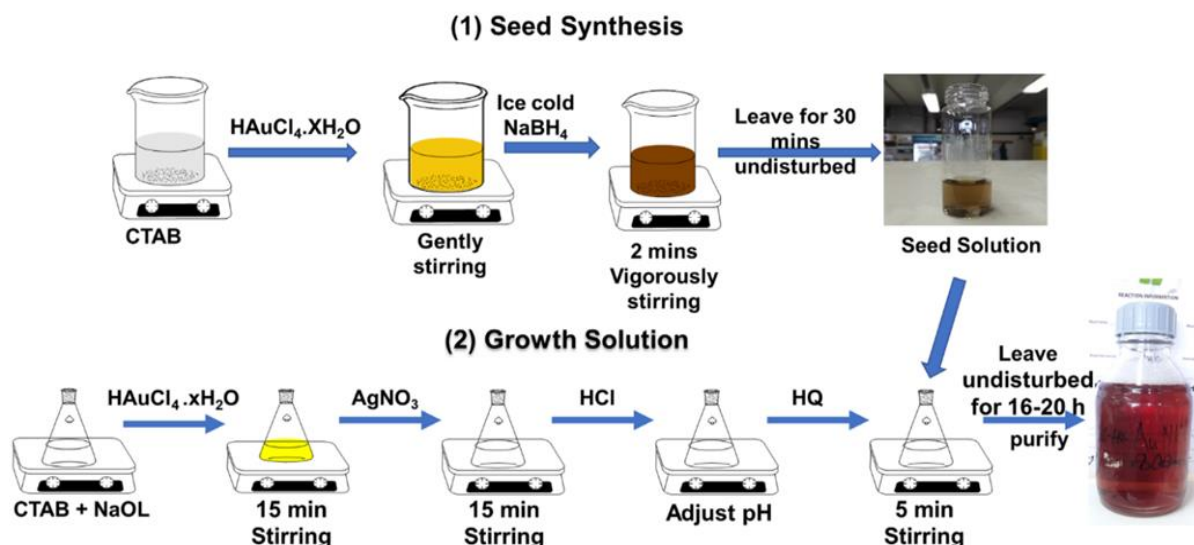 (1) Seed Synthesis
HAuCl₄.XH₂O
Ice cold
NaBH₄
Leave for 30
mins
undisturbed
CTAB
Gently
stirring
2 mins
Vigorously
stirring
Seed Solution
(2) Growth Solution
HAuCl₄.xH₂O
AgNO₃
HCl
HQ
Leave
undisturbed
for 16-20 h
purify
CTAB + NaOL
15 min
Stirring
15 min
Stirring
Adjust pH
5 min
Stirring
REACTION INFORMATION